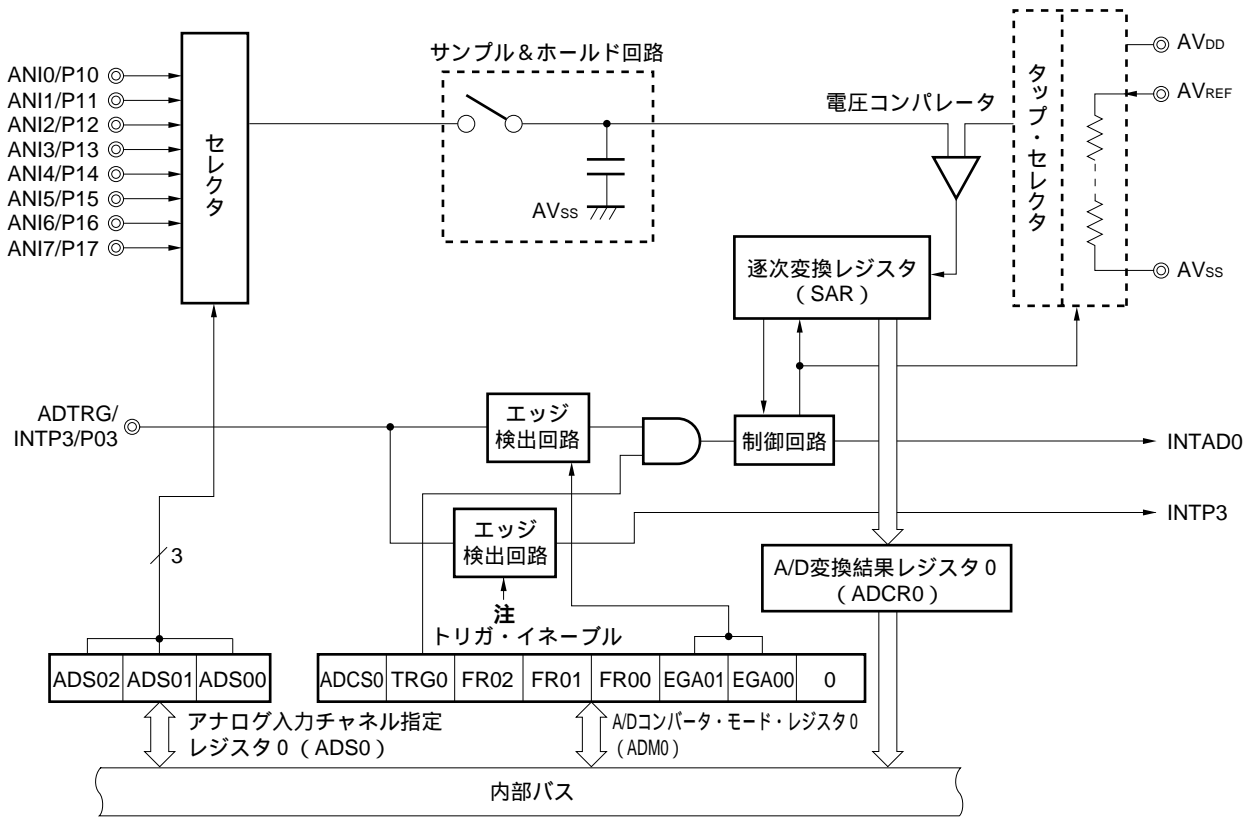 サンプル＆ホールド回路
ANI0/P10
ANI1/P11
ANI2/P12
ANI3/P13
ANI4/P14
ANI5/P15
ANI6/P16
ANI7/P17
セレクタ
AVSS
電圧コンパレータ
タップ・セレクタ
AVDD
AVREF
AVSS
逐次変換レジスタ
（SAR）
ADTRG/
INTP3/P03
エッジ
検出回路
制御回路
INTAD0
エッジ
検出回路
INTP3
3
注
A/D変換結果レジスタ0
（ADCR0）
トリガ・イネーブル
ADS02 ADS01 ADS00
ADCS0 TRG0 FR02 FR01 FR00 EGA01 EGA00 0
アナログ入力チャネル指定
レジスタ0（ADS0）
A/Dコンバータ・モード・レジスタ0
（ADM0）
内部バス